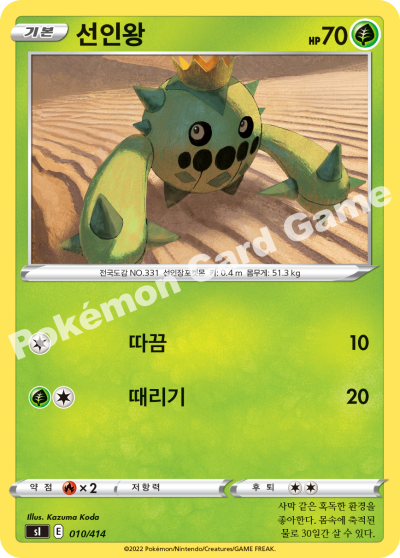 기본 선인왕 HP 70
전국도감 NO.331 선인장포켓몬 키: 0.4 m 몸무게: 51.3 kg
Pokémon Card Game
따끔 10
때리기 20
약점 ×2 저항력 후퇴
Illus. Kazuma Koda
sI E 010/414
사막 같은 혹독한 환경을
좋아한다. 몸속에 축적된
물로 30일간 살 수 있다.
©2022 Pokémon/Nintendo/Creatures/GAME FREAK.